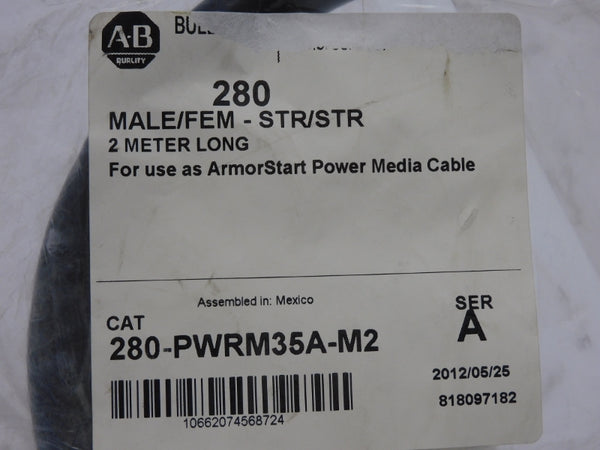 A-B
QUALITY
280
MALE/FEM - STR/STR
2 METER LONG
For use as ArmorStart Power Media Cable
Assembled in: Mexico
CAT
280-PWRM35A-M2
SER
A
2012/05/25
818097182
10662074568724